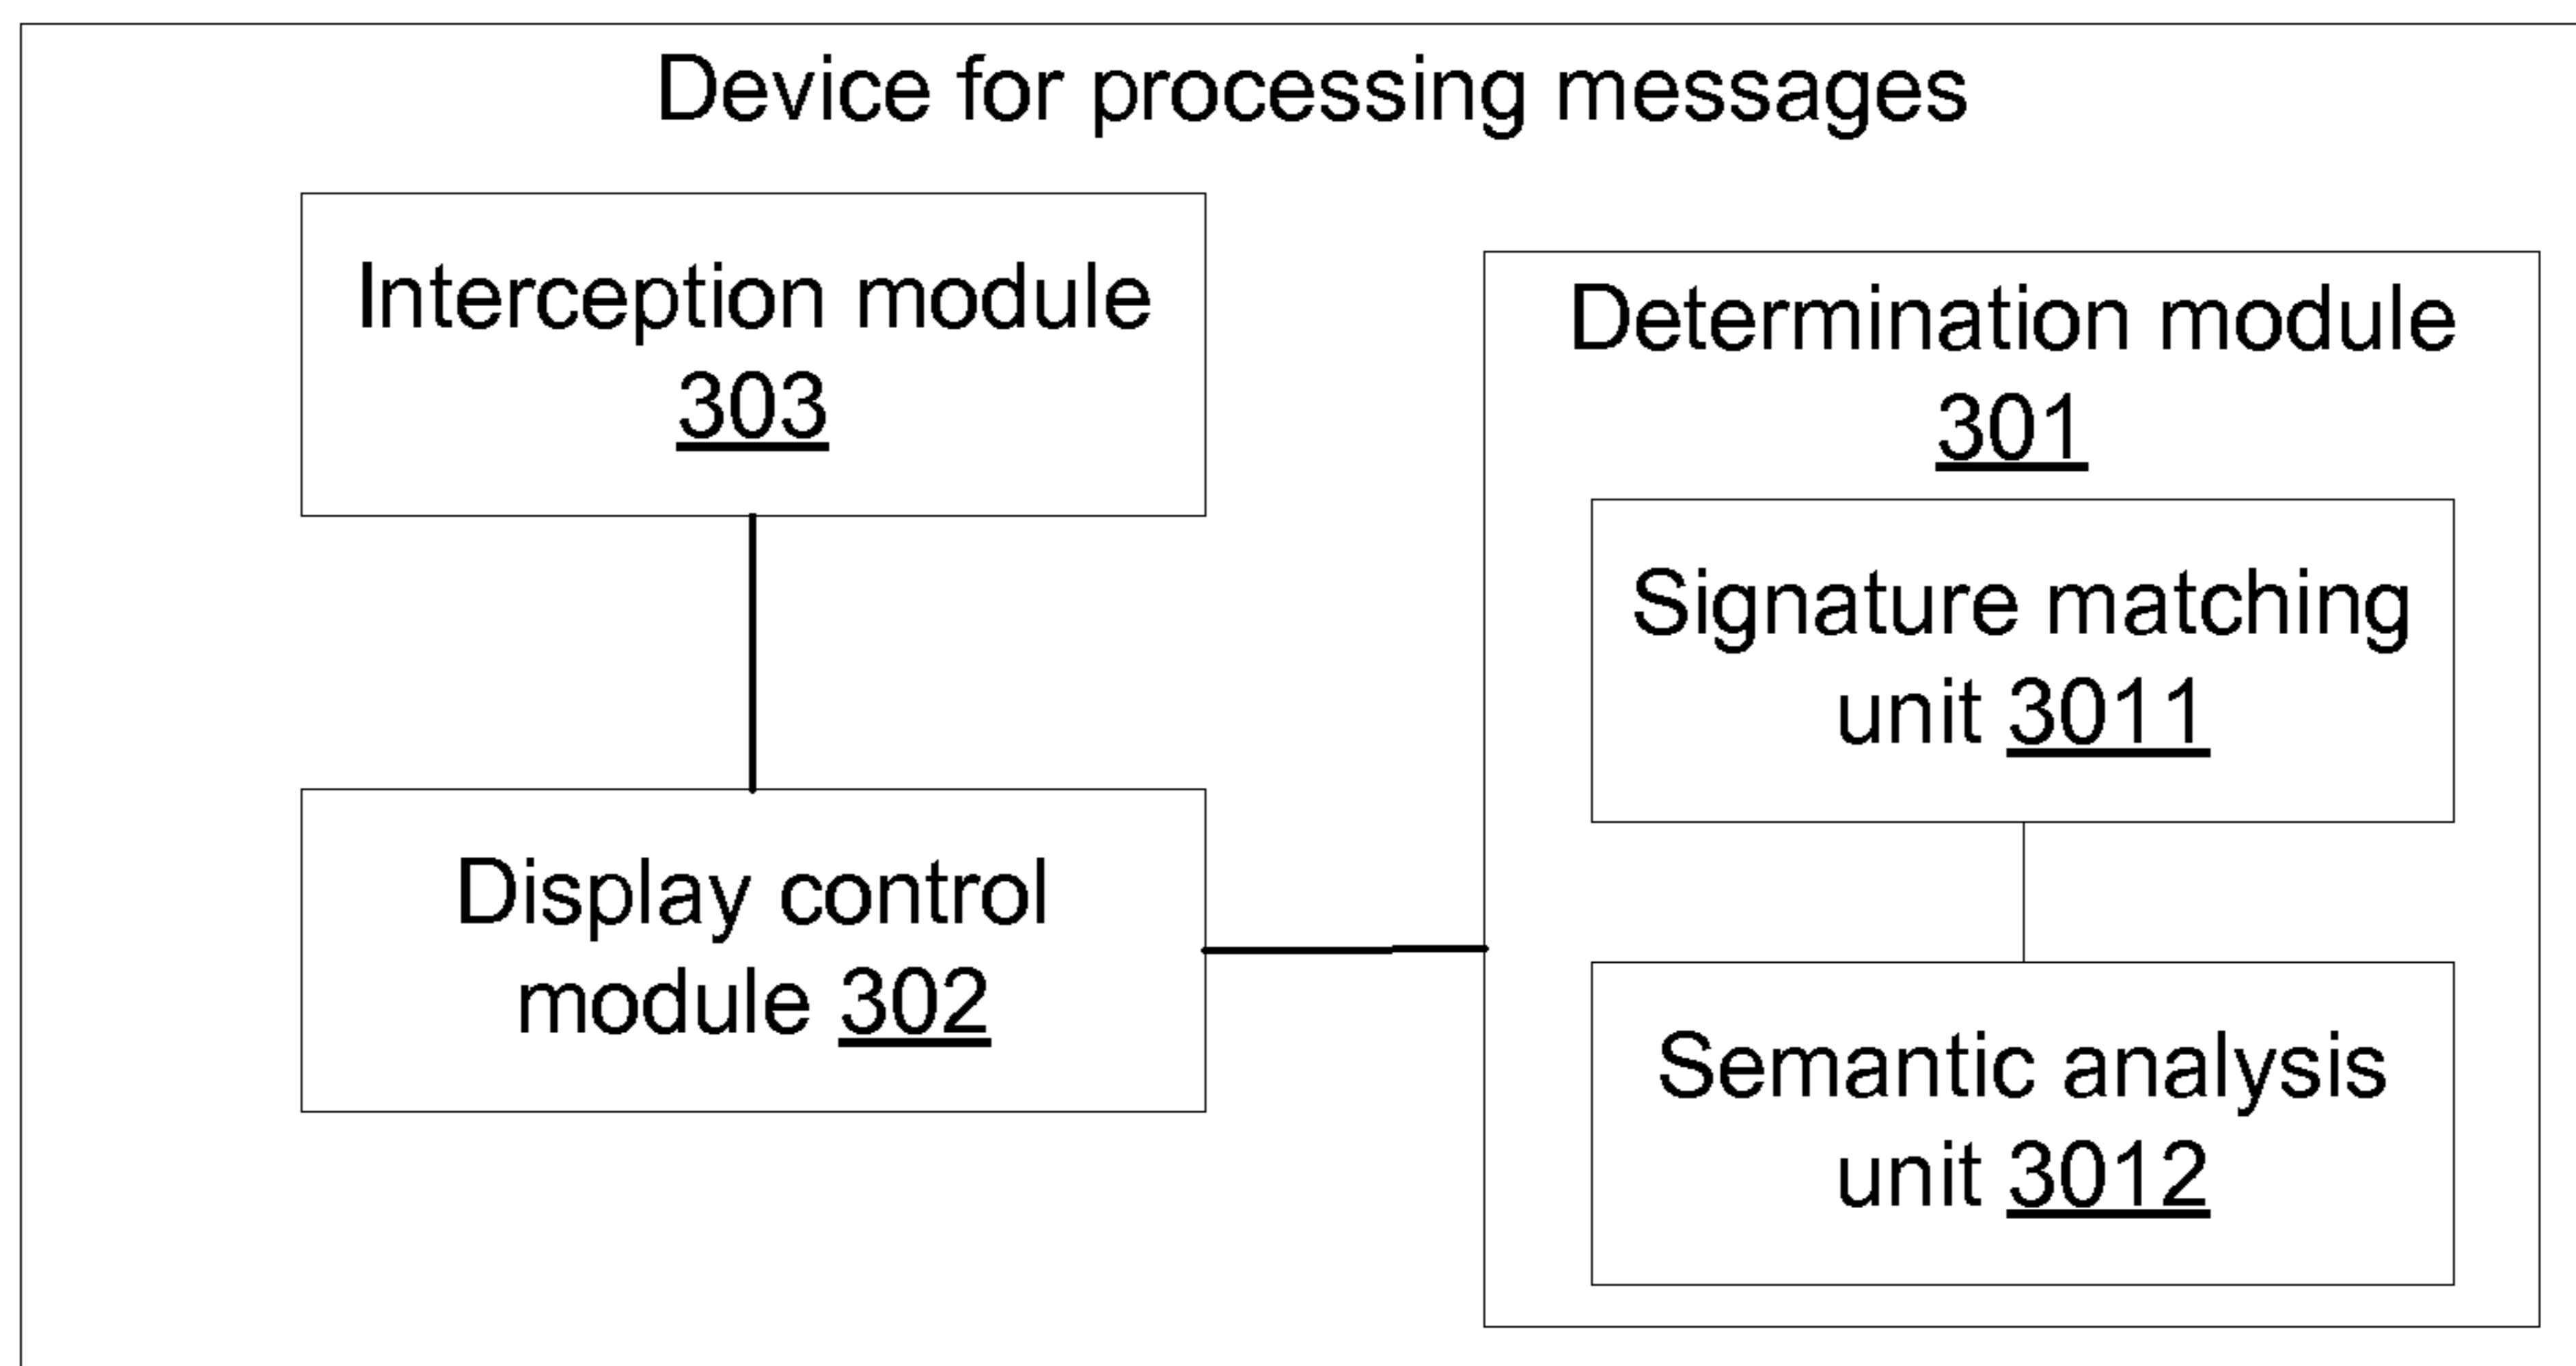 Device for processing messages
Interception module
303
Display control
module 302
Determination module
301
Signature matching
unit 3011
Semantic analysis
unit 3012